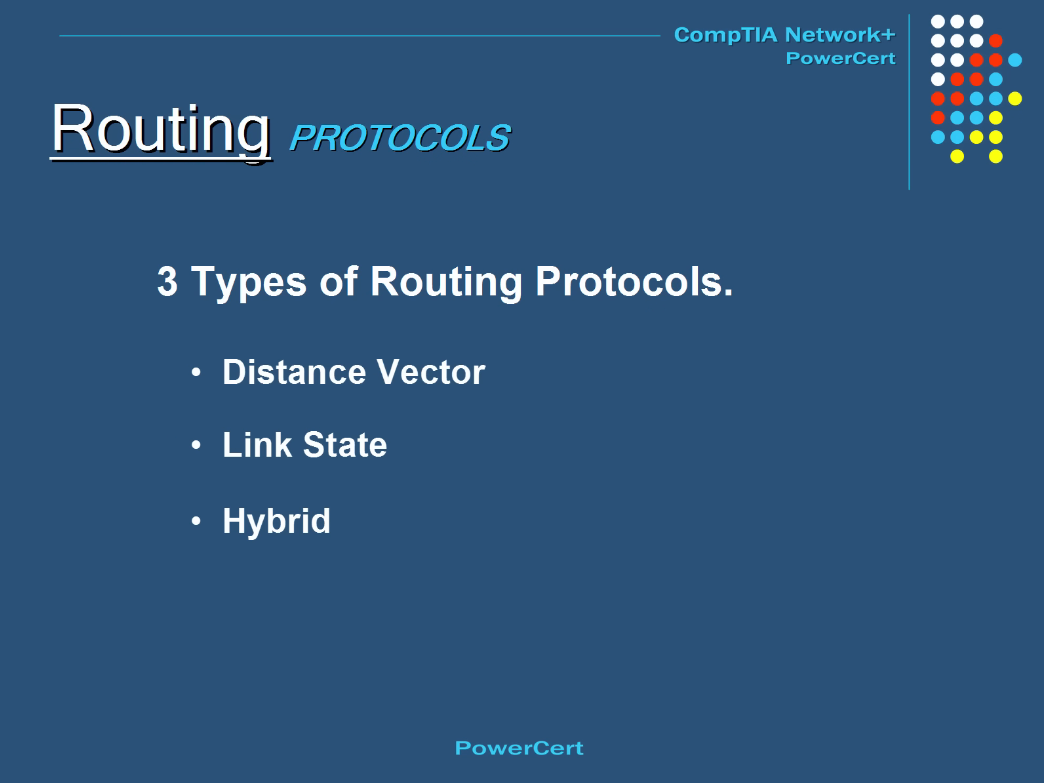 CompTIA Network+
PowerCert
Routing PROTOCOLS
3 Types of Routing Protocols.
• Distance Vector
• Link State
• Hybrid
PowerCert